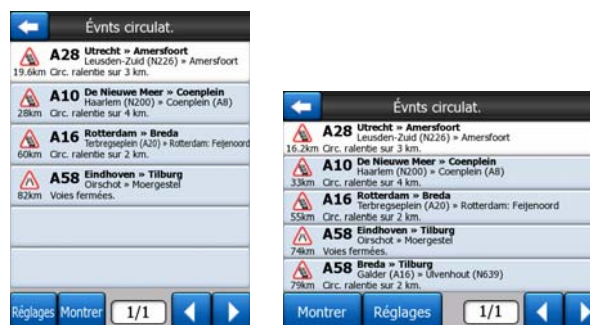 Évnts circulat.
A28 Utrecht » Amersfoort
Leusden-Zuid (N226) » Amersfoort
19.6km Circ. ralentie sur 3 km.
A10 De Nieuwe Meer » Coenplein
Haarlem (N200) » Coenplein (A8)
28km Circ. ralentie sur 4 km.
A16 Rotterdam » Breda
Terbregseplein (A20) » Rotterdam: Feijenoord
60km Circ. ralentie sur 2 km.
A58 Eindhoven » Tilburg
Oirschot » Moergestel
82km Voies fermées.
Réglages Montrer 1/1
Évnts circulat.
A28 Utrecht » Amersfoort
Leusden-Zuid (N226) » Amersfoort
16.2km Circ. ralentie sur 3 km.
A10 De Nieuwe Meer » Coenplein
Haarlem (N200) » Coenplein (A8)
33km Circ. ralentie sur 4 km.
A16 Rotterdam » Breda
Terbregseplein (A20) » Rotterdam: Feijenoord
55km Circ. ralentie sur 2 km.
A58 Eindhoven » Tilburg
Oirschot » Moergestel
74km Voies fermées.
A58 Breda » Tilburg
Galder (A16) » Ulvenhout (N639)
79km Circ. ralentie sur 2 km.
Montrer Réglages 1/1